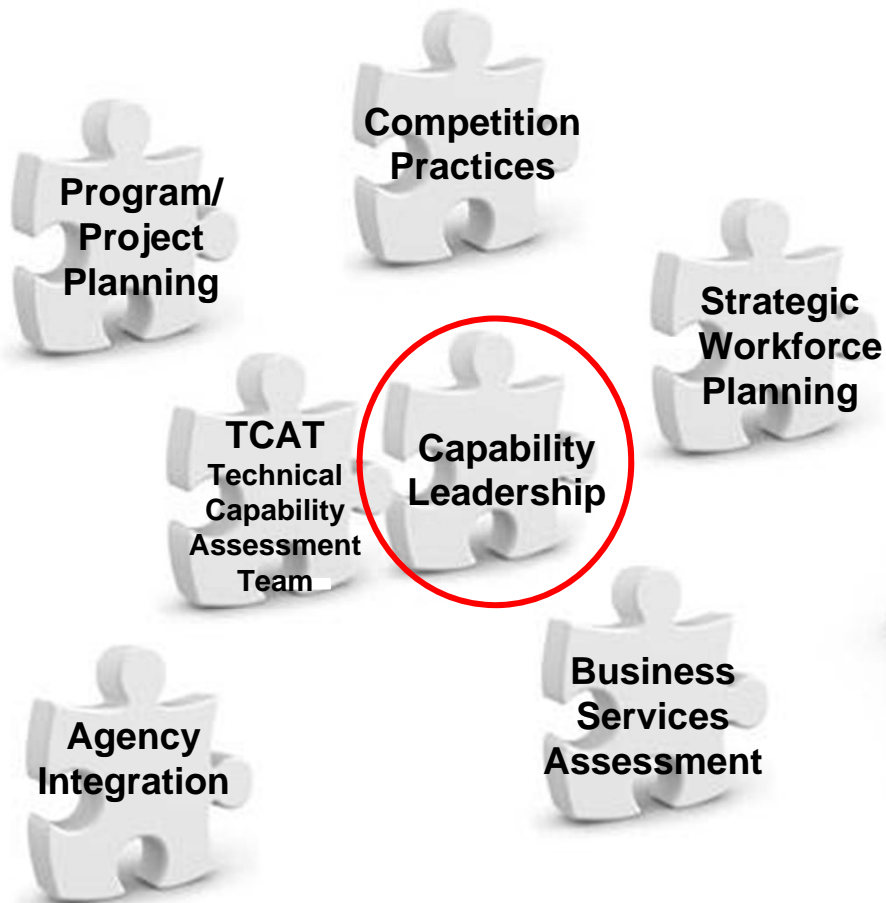 Competition
Practices
Program/
Project
Planning
Strategic
Workforce
Planning
TCAT
Technical
Capability
Assessment
Team
Capability
Leadership
Business
Services
Assessment
Agency
Integration